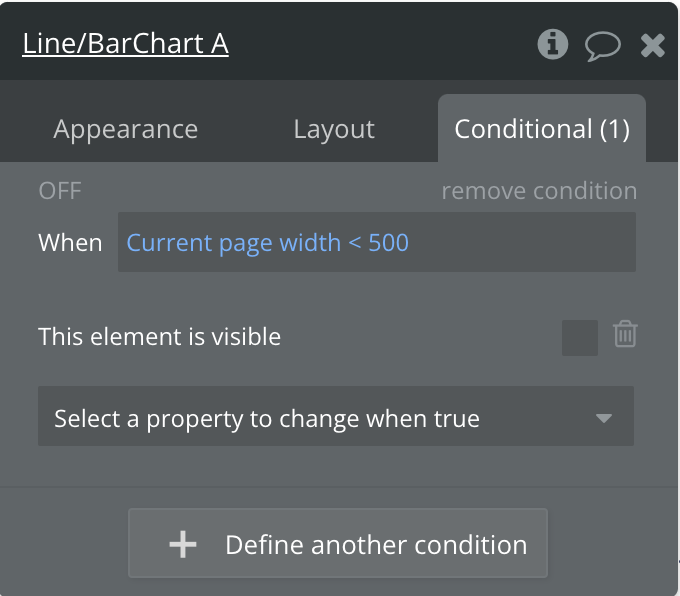 Line/BarChart A
Appearance
Layout
Conditional (1)
OFF
remove condition
When
Current page width < 500
This element is visible
Select a property to change when true
Define another condition